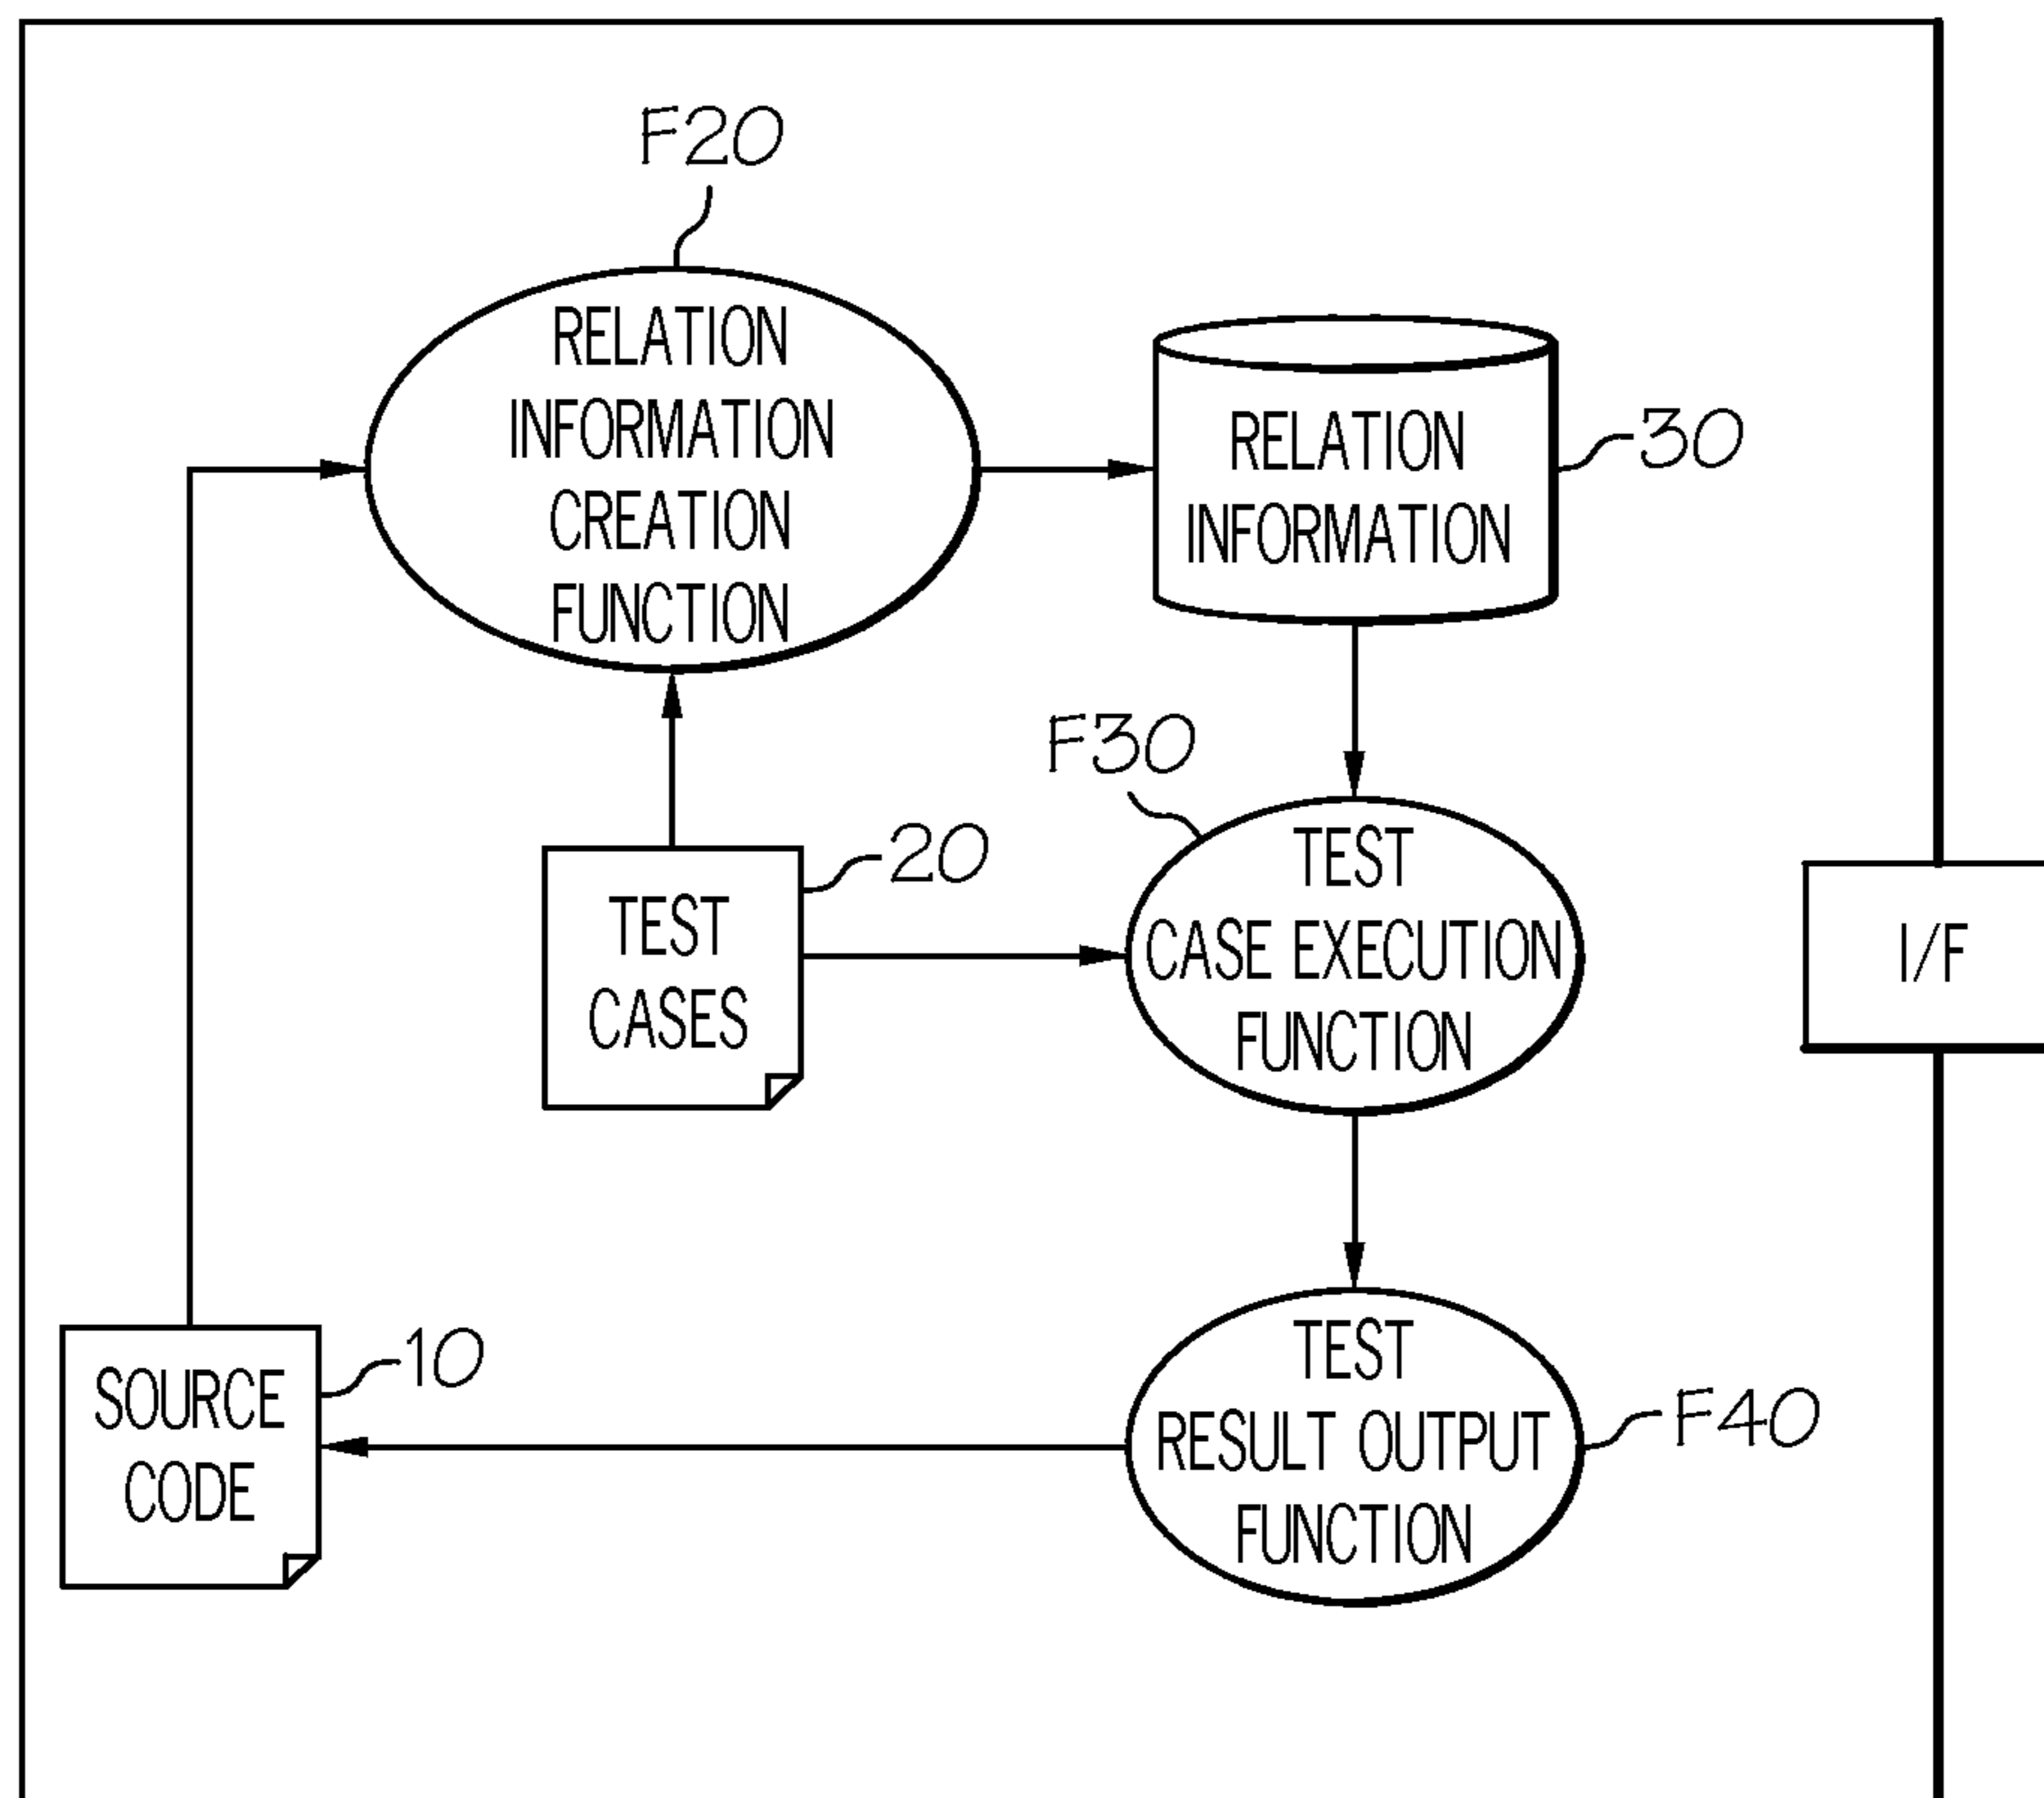 F20
RELATION
INFORMATION
CREATION
FUNCTION
RELATION
INFORMATION
30
F30
TEST
CASE EXECUTION
FUNCTION
20
TEST
CASES
I/F
10
SOURCE
CODE
TEST
RESULT OUTPUT
FUNCTION
F40